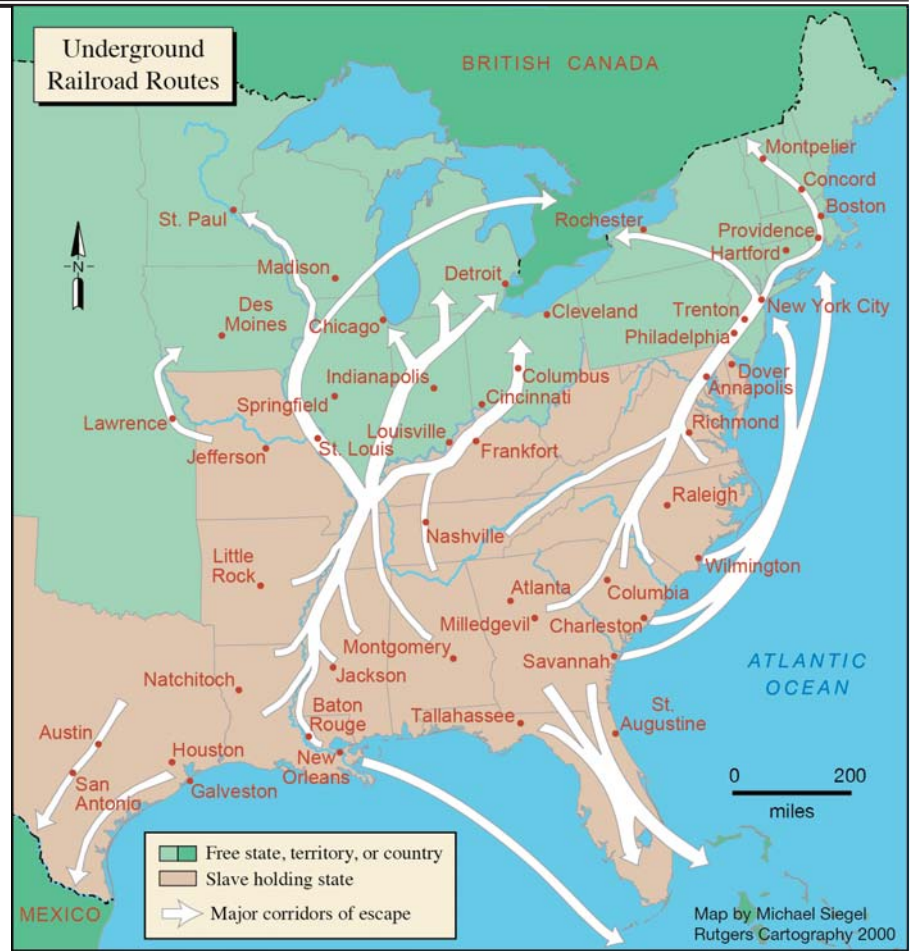 Underground
Railroad Routes
BRITISH CANADA
Montpelier
Concord
Boston
St. Paul
Rochester
Providence
Hartford
N
Madison
Detroit
Des
Moines
Chicago
Cleveland
Trenton
New York City
Philadelphia
Indianapolis
Columbus
Dover
Annapolis
Springfield
Cincinnati
Lawrence
Louisville
Richmond
Jefferson
St. Louis
Frankfort
Raleigh
Nashville
Little
Rock
Wilmington
Atlanta
Columbia
Milledgevil
Charleston
Montgomery
Savannah
ATLANTIC
OCEAN
Jackson
Natchitoch
Baton
Rouge
Tallahassee
St.
Augustine
Austin
Houston
New
Orleans
San
Antonio
Galveston
0 200
miles
Free state, territory, or country
Slave holding state
Major corridors of escape
MEXICO
Map by Michael Siegel
Rutgers Cartography 2000